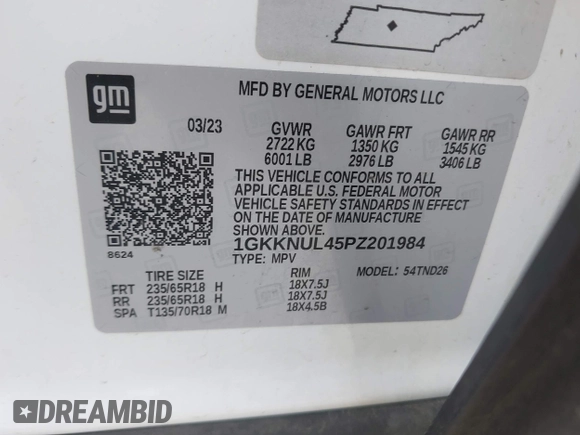 gm
MFD BY GENERAL MOTORS LLC
03/23 GVWR GAWR FRT GAWR RR
2722 KG 1350 KG 1545 KG
6001 LB 2976 LB 3406 LB
THIS VEHICLE CONFORMS TO ALL
APPLICABLE U.S. FEDERAL MOTOR
VEHICLE SAFETY STANDARDS IN EFFECT
ON THE DATE OF MANUFACTURE
SHOWN ABOVE.
1GKKNUL45PZ201984
8624
TYPE: MPV MODEL: 54TND26
TIRE SIZE RIM
FRT 235/65R18 H 18X7.5J
RR 235/65R18 H 18X7.5J
SPA T135/70R18 M 18X4.5B
DREAMBID